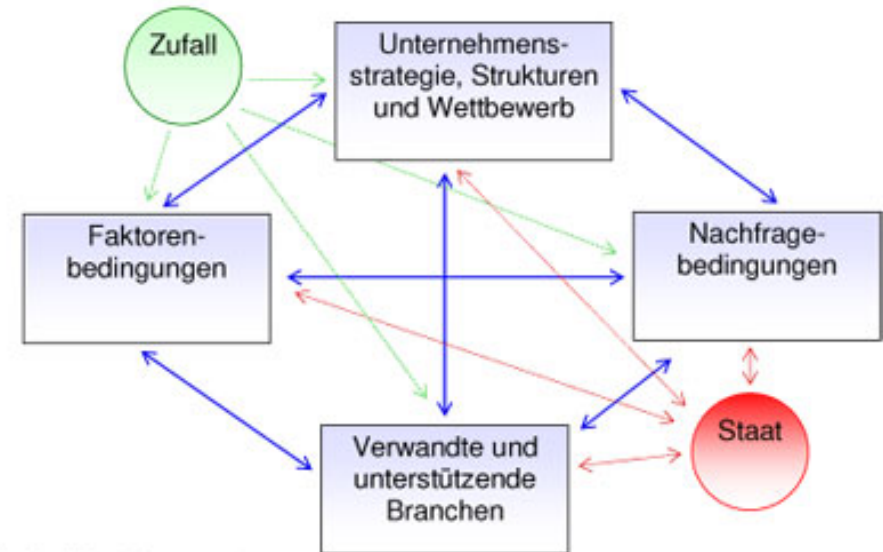 Zufall
Unternehmens-
strategie, Strukturen
und Wettbewerb
Faktoren-
bedingungen
Nachfrage-
bedingungen
Staat
Verwandte und
unterstützende
Branchen